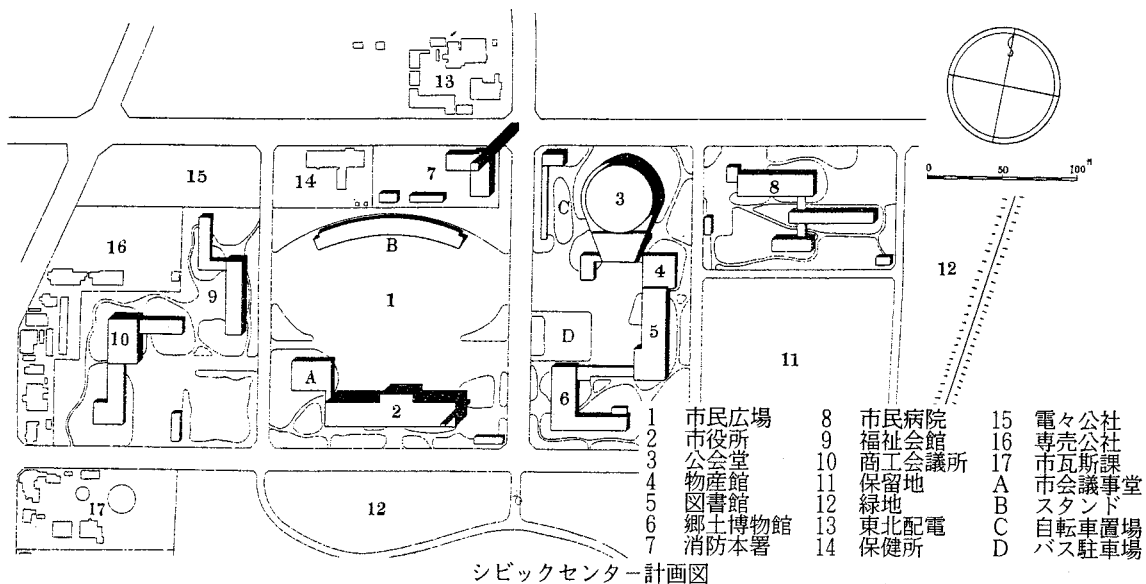 13
15
14
7
3
C
8
B
16
9
4
12
1
10
D
5
11
A
2
6
17
12
0 50 100m
1 市民広場 8 市民病院 15 電々公社
2 市役所 9 福祉会館 16 専売公社
3 公会堂 10 商工会議所 17 市瓦斯課
4 物産館 11 保留地 A 市会議事堂
5 図書館 12 緑地 B スタンド
6 郷土博物館 13 東北配電 C 自転車置場
7 消防本署 14 保健所 D バス駐車場
シビックセンター計画図